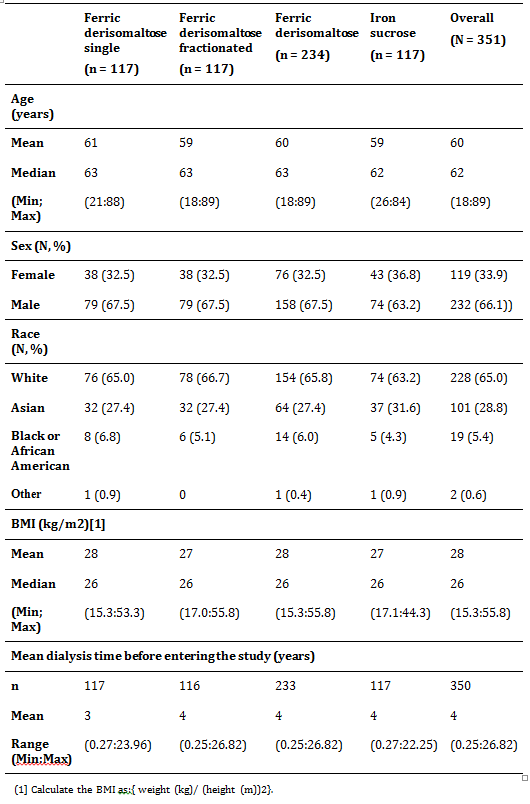 Ferric derisomaltose single (n = 117) Ferric derisomaltose fractionated (n = 117) Ferric derisomaltose (n = 234) Iron sucrose (n = 117) Overall (N = 351)
Age (years)
Mean 61 59 60 59 60
Median 63 63 63 62 62
(Min; Max) (21:88) (18:89) (18:89) (26:84) (18:89)
Sex (N, %)
Female 38 (32.5) 38 (32.5) 76 (32.5) 43 (36.8) 119 (33.9)
Male 79 (67.5) 79 (67.5) 158 (67.5) 74 (63.2) 232 (66.1))
Race (N, %)
White 76 (65.0) 78 (66.7) 154 (65.8) 74 (63.2) 228 (65.0)
Asian 32 (27.4) 32 (27.4) 64 (27.4) 37 (31.6) 101 (28.8)
Black or African American 8 (6.8) 6 (5.1) 14 (6.0) 5 (4.3) 19 (5.4)
Other 1 (0.9) 0 1 (0.4) 1 (0.9) 2 (0.6)
BMI (kg/m2)[1]
Mean 28 27 28 27 28
Median 26 26 26 26 26
(Min; Max) (15.3:53.3) (17.0:55.8) (15.3:55.8) (17.1:44.3) (15.3:55.8)
Mean dialysis time before entering the study (years)
n 117 116 233 117 350
Mean 3 4 4 4 4
Range (Min:Max) (0.27:23.96) (0.25:26.82) (0.25:26.82) (0.27:22.25) (0.25:26.82)
(1] Calculate the BMI as:{ weight (kg)/ (height (m))2}.